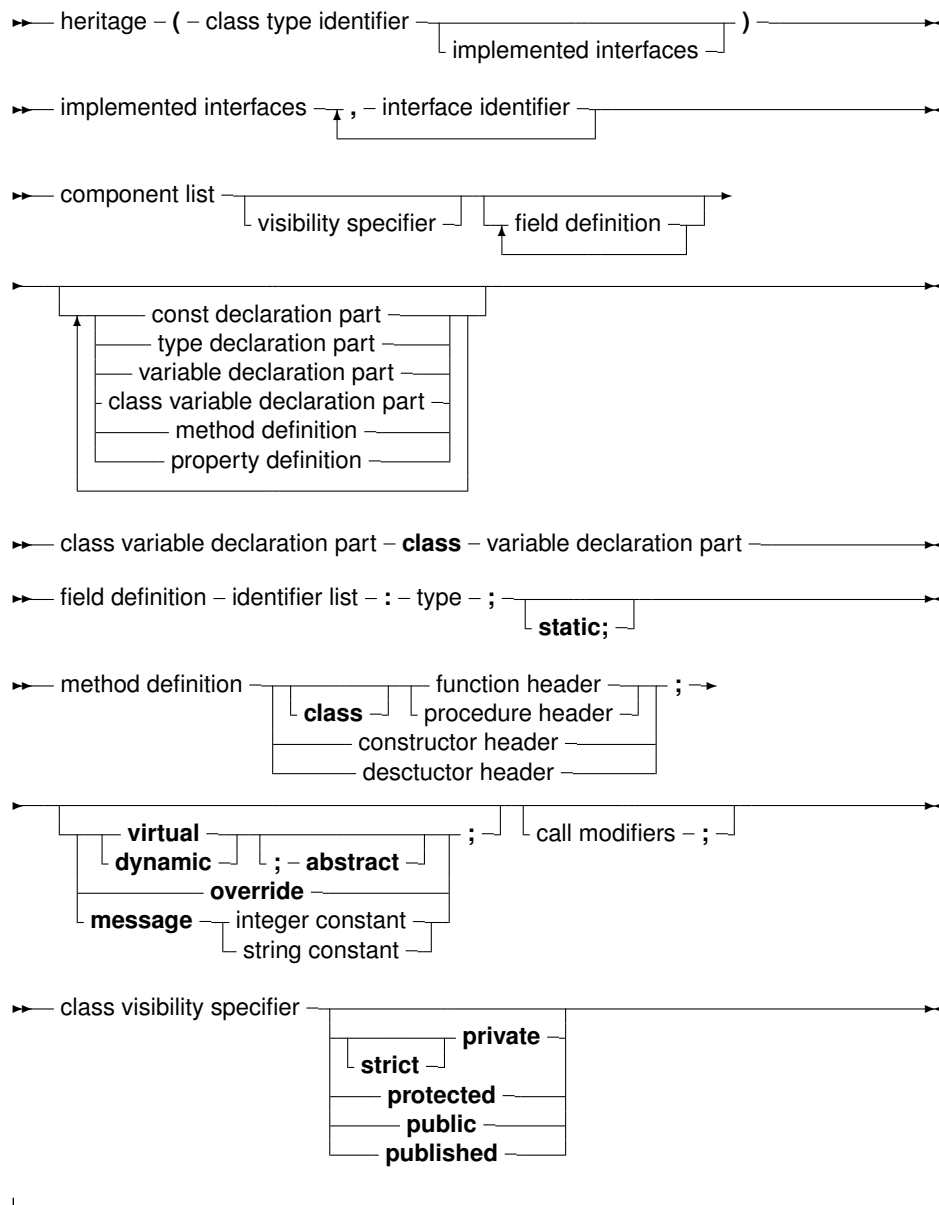 heritage ( class type identifier )
implemented interfaces
implemented interfaces , interface identifier
component list
visibility specifier field definition
const declaration part
type declaration part
variable declaration part
class variable declaration part
method definition
property definition
class variable declaration part class variable declaration part
field definition identifier list : type ;
static;
method definition function header ;
class procedure header
constructor header
desctuctor header
virtual ; call modifiers ;
dynamic ; abstract
override
message integer constant
string constant
class visibility specifier
private
strict
protected
public
published